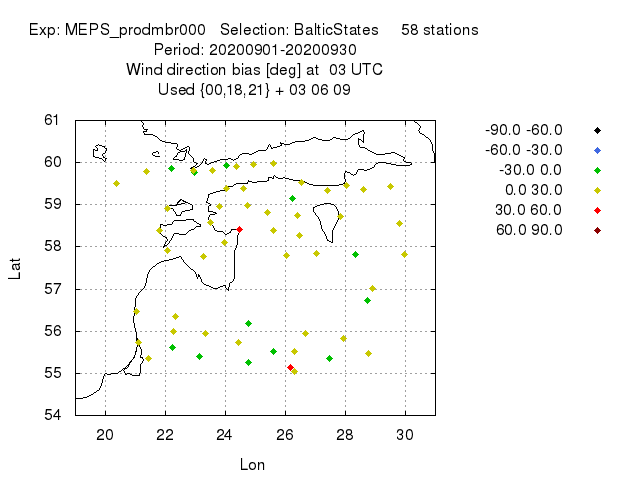 Exp: MEPS_prodmbr000 Selection: BalticStates 58 stations
Period: 20200901-20200930
Wind direction bias [deg] at 03 UTC
Used {00,18,21} + 03 06 09
61
60
59
58
57
56
55
54
Lat
20 22 24 26 28 30
Lon
-90.0 -60.0
-60.0 -30.0
-30.0 0.0
0.0 30.0
30.0 60.0
60.0 90.0